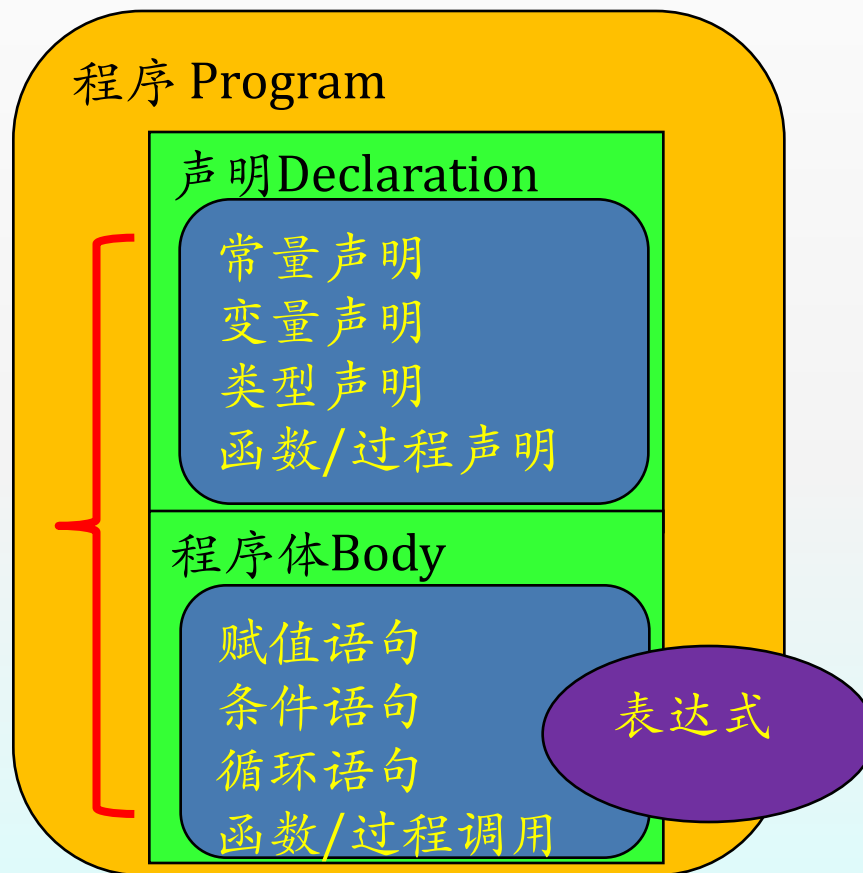 程序 Program
声明Declaration
常量声明
变量声明
类型声明
函数/过程声明
程序体Body
赋值语句
条件语句
循环语句
函数/过程调用
表达式